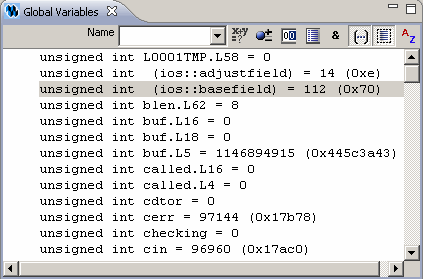 Global Variables
Name x+y=? & {...} A Z
unsigned int L0001TMP.L58 = 0
unsigned int (ios::adjustfield) = 14 (0xe)
unsigned int (ios::basefield) = 112 (0x70)
unsigned int blen.L62 = 8
unsigned int buf.L16 = 0
unsigned int buf.L18 = 0
unsigned int buf.L5 = 1146894915 (0x445c3a43)
unsigned int called.L16 = 0
unsigned int called.L4 = 0
unsigned int cdtor = 0
unsigned int cerr = 97144 (0x17b78)
unsigned int checking = 0
unsigned int cin = 96960 (0x17ac0)